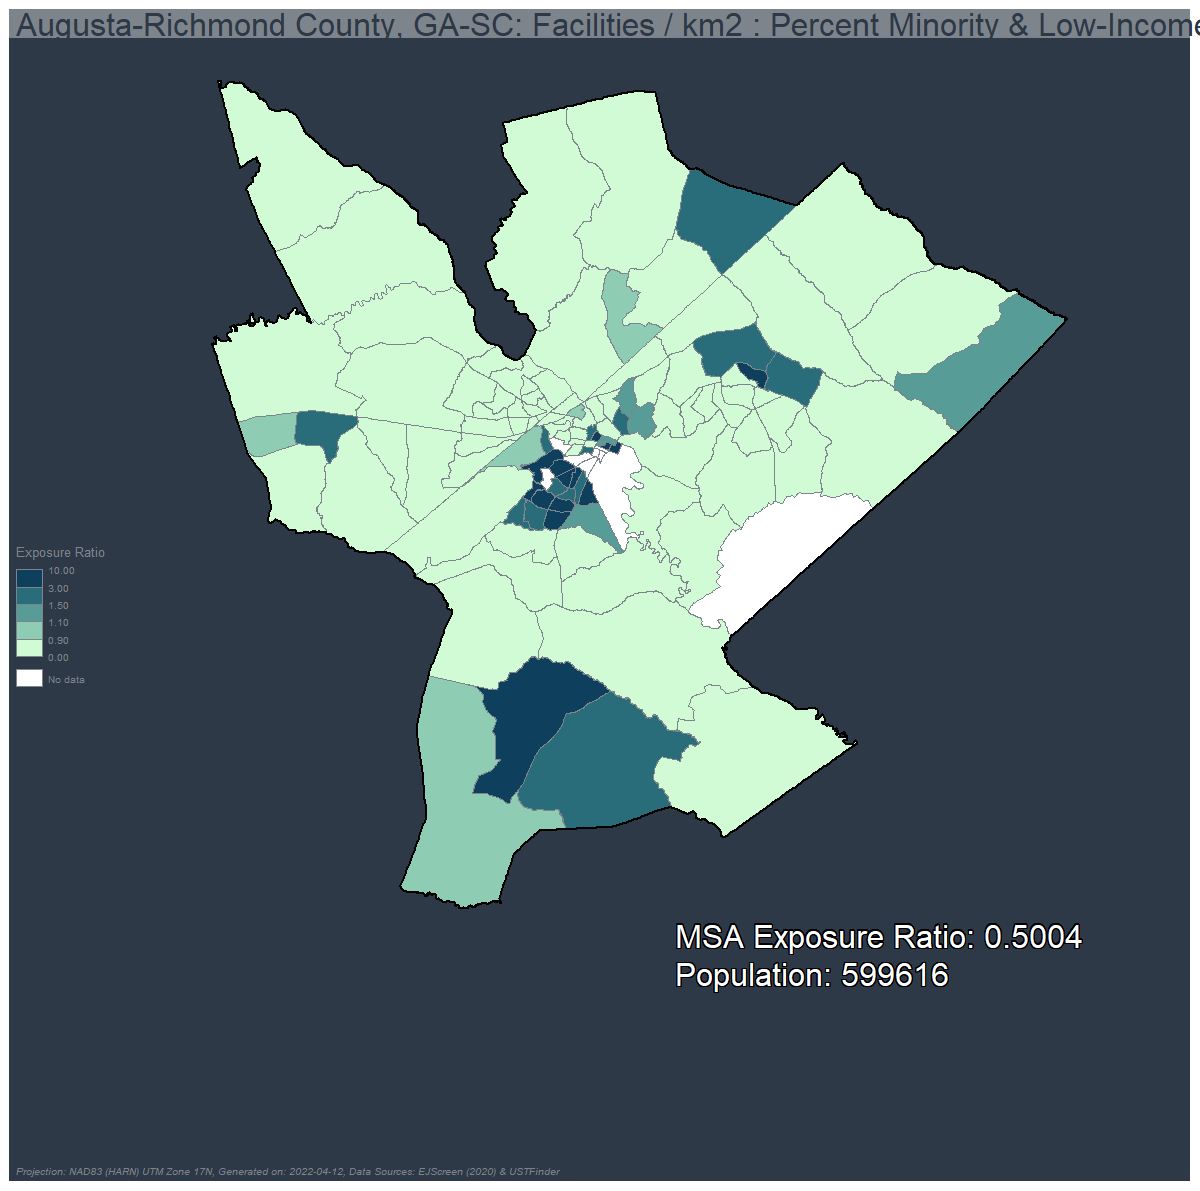 Augusta-Richmond County, GA-SC: Facilities / km2 : Percent Minority & Low-Income
Exposure Ratio
10.00
3.00
1.50
1.10
0.90
0.00
No data
MSA Exposure Ratio: 0.5004
Population: 599616
Projection: NAD83 (HARN) UTM Zone 17N, Generated on: 2022-04-12, Data Sources: EJScreen (2020) & USTFinder